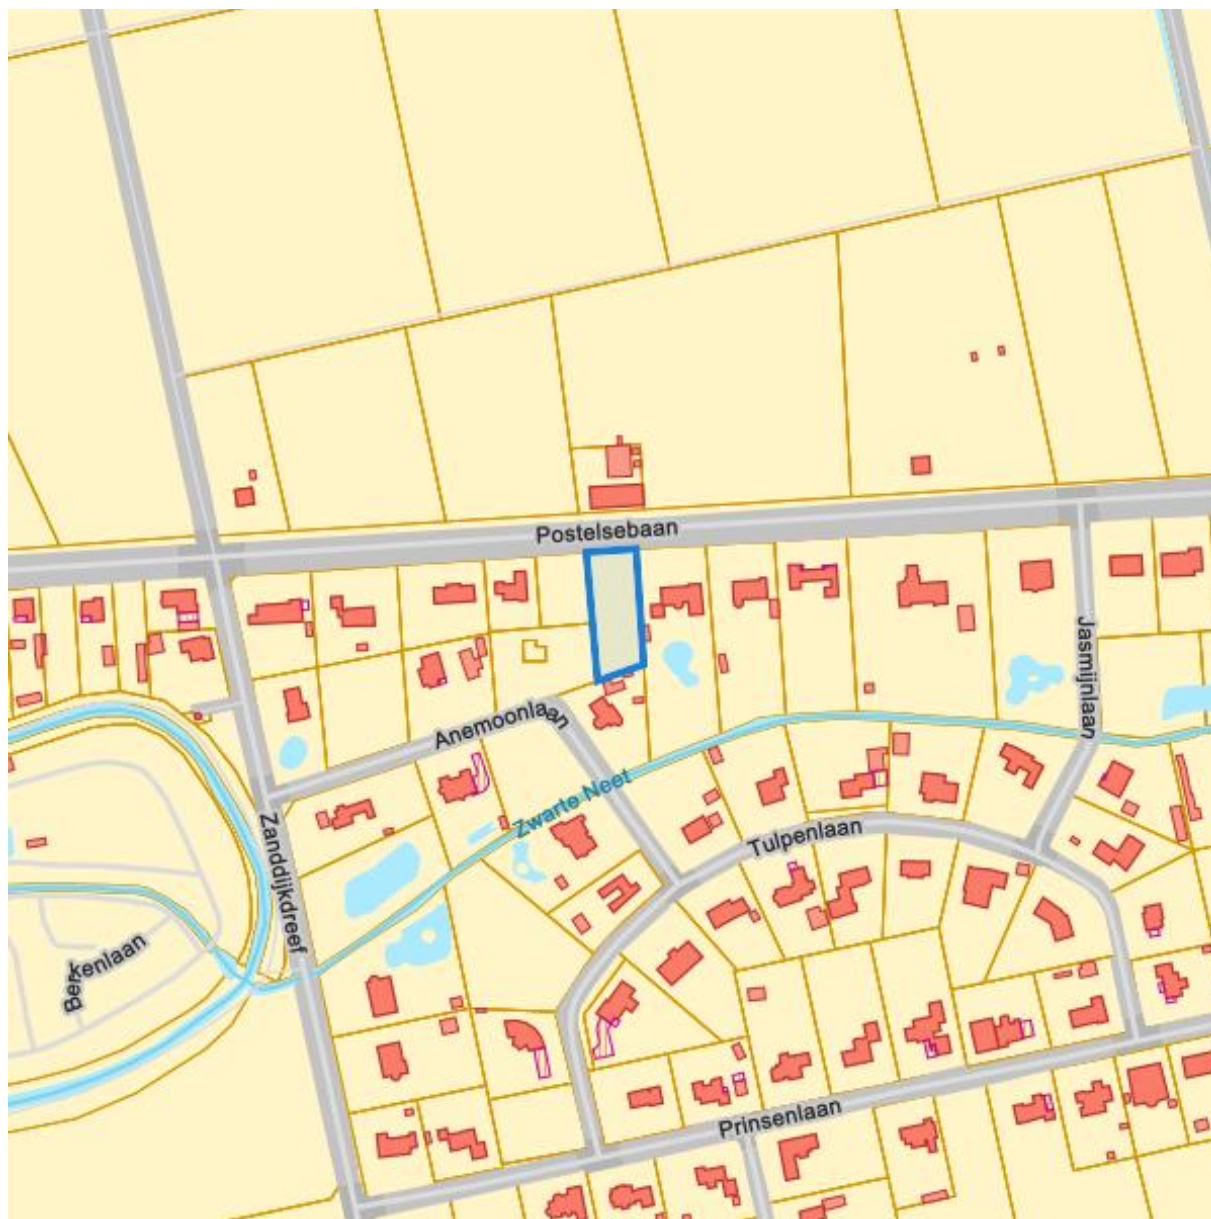 Postelsebaan
Jasmijnlaan
Anemoonlaan
Zwarte Neet
Tulpenlaan
Zanddijkdreef
Berkenlaan
Prinsenlaan